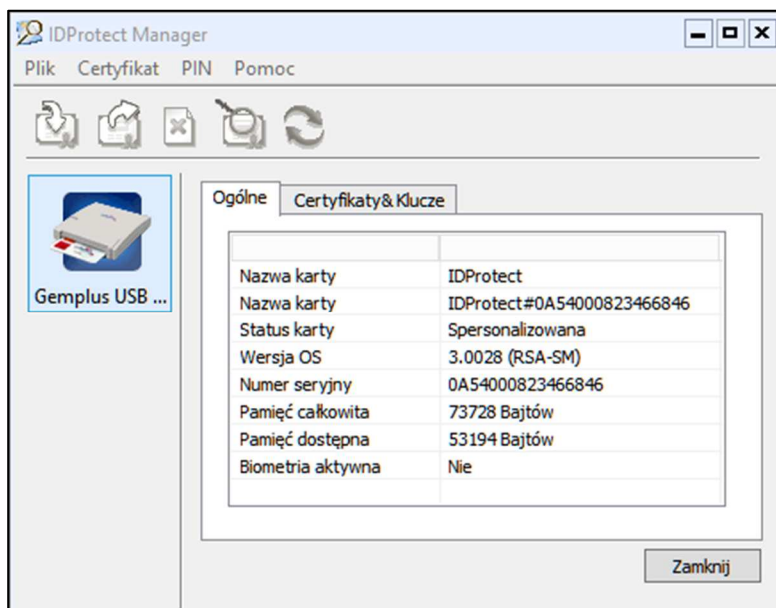 IDProtect Manager
Plik Certyfikat PIN Pomoc
Gemplus USB ...
Ogólne Certyfikaty& Klucze
Nazwa karty IDProtect
Nazwa karty IDProtect#0A54000823466846
Status karty Spersonalizowana
Wersja OS 3.0028 (RSA-SM)
Numer seryjny 0A54000823466846
Pamięć całkowita 73728 Bajtów
Pamięć dostępna 53194 Bajtów
Biometria aktywna Nie
Zamknij